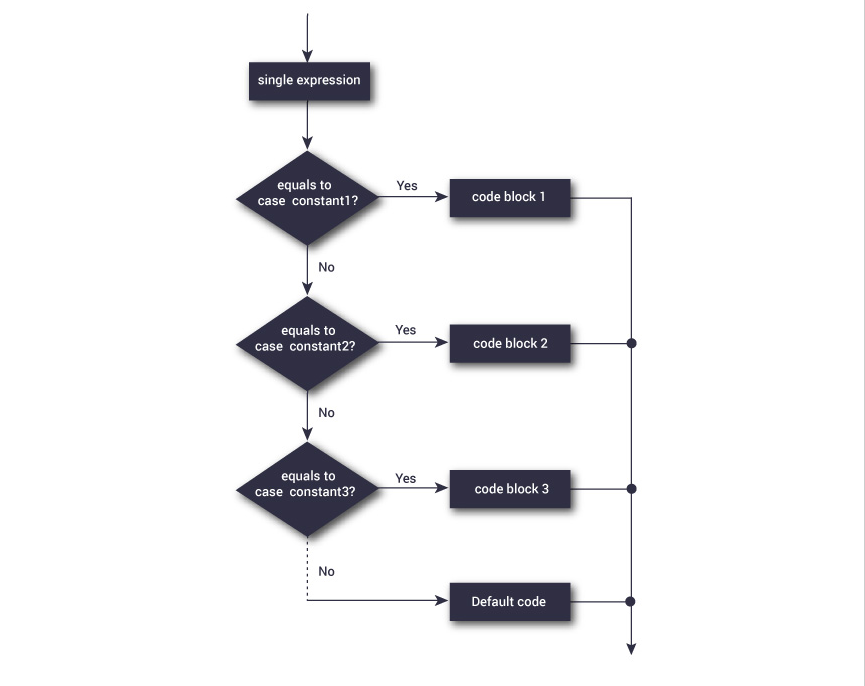 single expression
equals to
case constant1?
Yes
code block 1
No
equals to
case constant2?
Yes
code block 2
No
equals to
case constant3?
Yes
code block 3
No
Default code